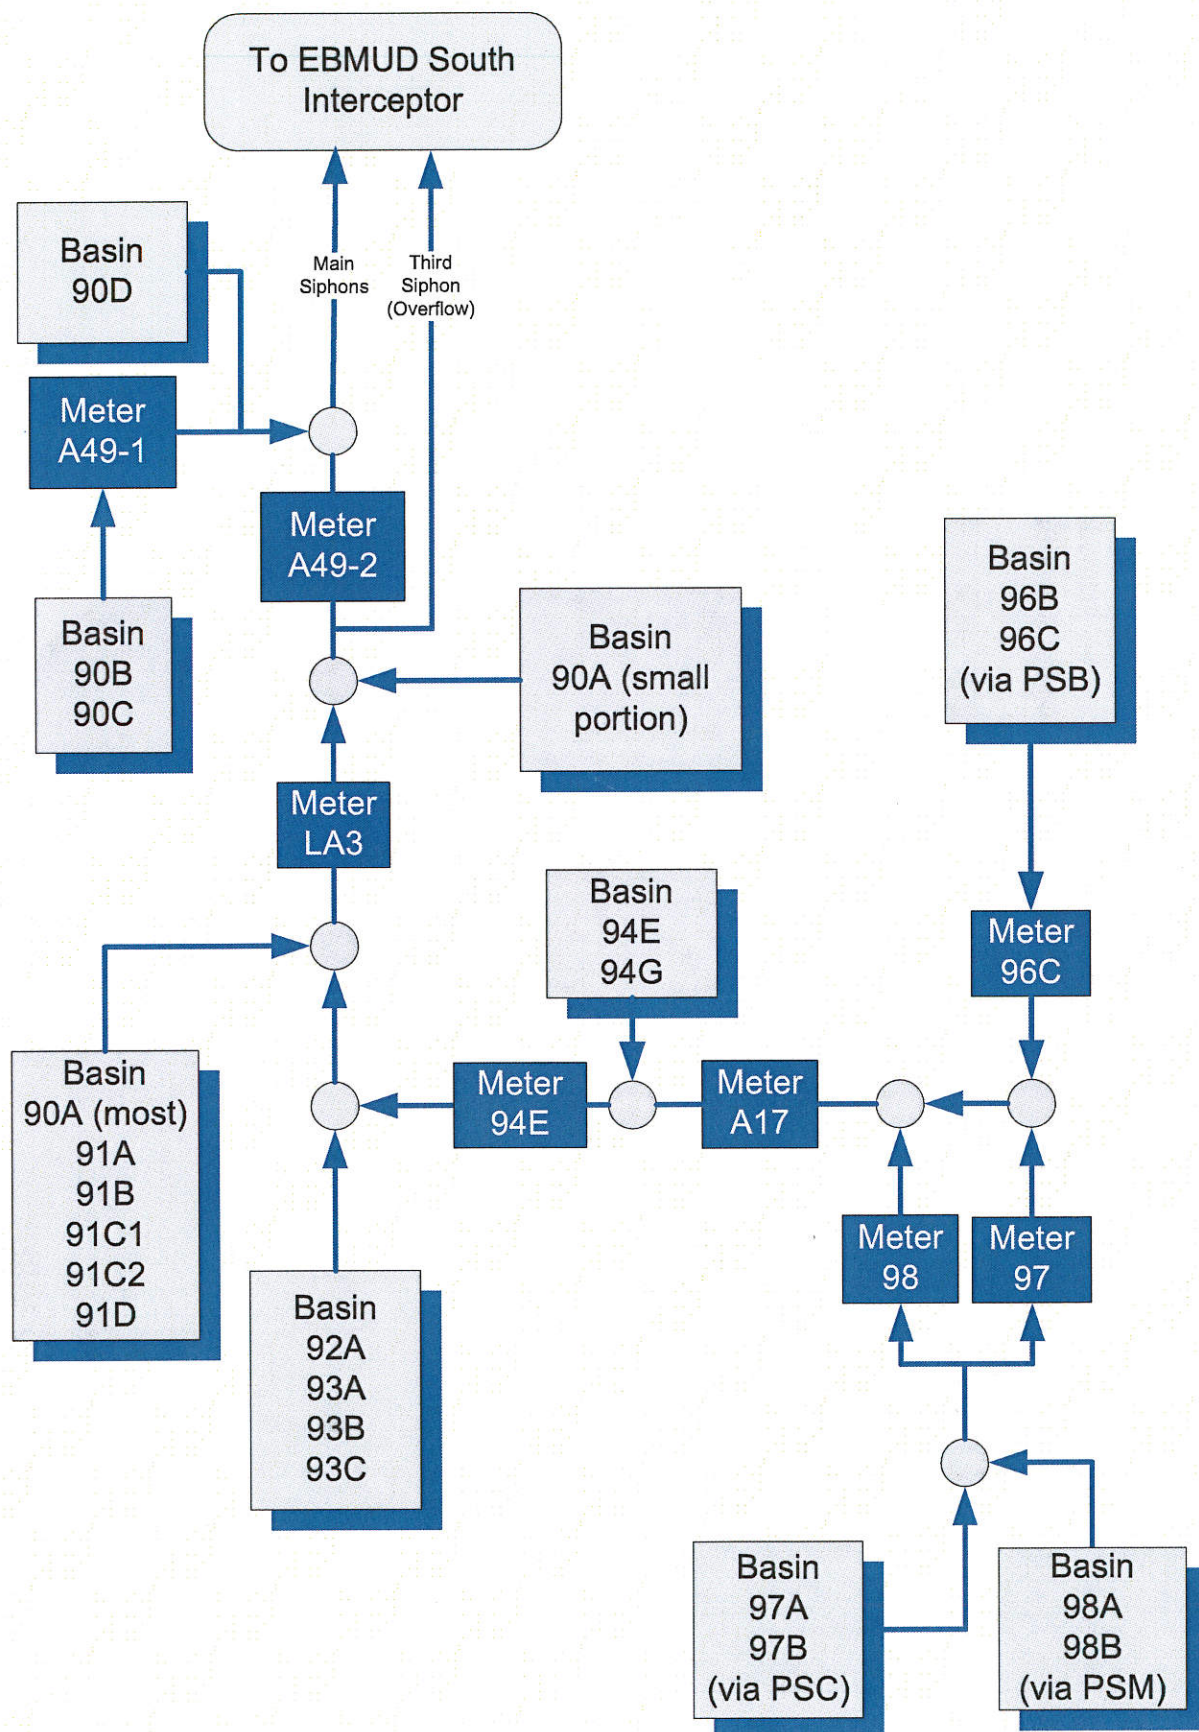 To EBMUD South
Interceptor
Main
Siphons
Third
Siphon
(Overflow)
Basin
90D
Meter
A49-1
Meter
A49-2
Basin
90B
90C
Basin
90A (small
portion)
Basin
96B
96C
(via PSB)
Meter
LA3
Basin
94E
94G
Meter
96C
Basin
90A (most)
91A
91B
91C1
91C2
91D
Meter
94E
Meter
A17
Meter
98
Meter
97
Basin
92A
93A
93B
93C
Basin
97A
97B
(via PSC)
Basin
98A
98B
(via PSM)